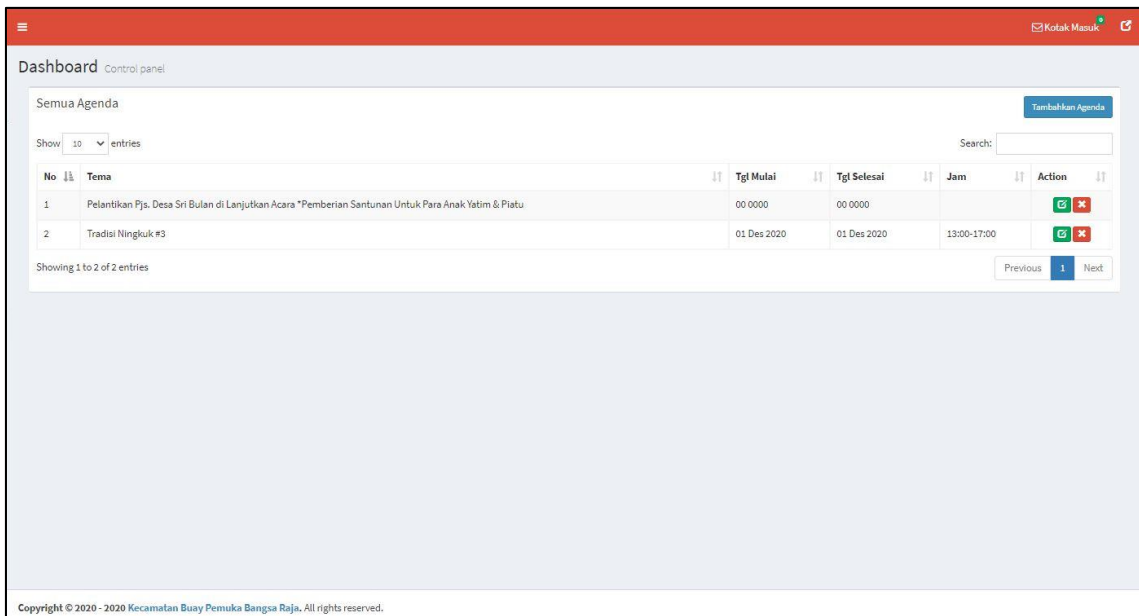 Kotak Masuk 0
Dashboard Control panel
Semua Agenda Tambahkan Agenda
Show 10 entries Search:
No Tema Tgl Mulai Tgl Selesai Jam Action
1 Pelantikan Pjs. Desa Sri Bulan di Lanjutkan Acara "Pemberian Santunan Untuk Para Anak Yatim & Piatu 00 0000 00 0000
2 Tradisi Ningkuk #3 01 Des 2020 01 Des 2020 13:00-17:00
Showing 1 to 2 of 2 entries Previous 1 Next
Copyright © 2020 - 2020 Kecamatan Buay Pemuka Bangsa Raja. All rights reserved.